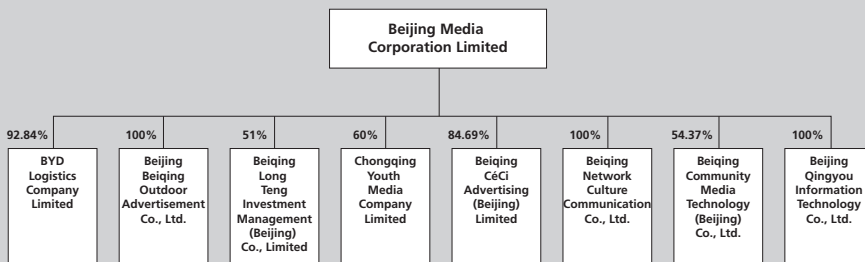 Beijing Media
Corporation Limited
92.84%
100%
51%
60%
84.69%
100%
54.37%
100%
BYD
Logistics
Company
Limited
Beijing
Beiqing
Outdoor
Advertisement
Co., Ltd.
Beiqing
Long
Teng
Investment
Management
(Beijing)
Co., Limited
Chongqing
Youth
Media
Company
Limited
Beiqing
CéCi
Advertising
(Beijing)
Limited
Beiqing
Network
Culture
Communication
Co., Ltd.
Beiqing
Community
Media
Technology
(Beijing)
Co., Ltd.
Beijing
Qingyou
Information
Technology
Co., Ltd.